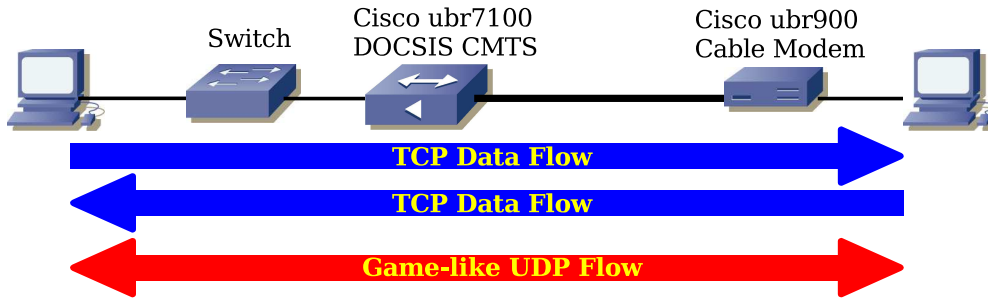 Switch
Cisco ubr7100
DOCSIS CMTS
Cisco ubr900
Cable Modem
TCP Data Flow
TCP Data Flow
Game-like UDP Flow